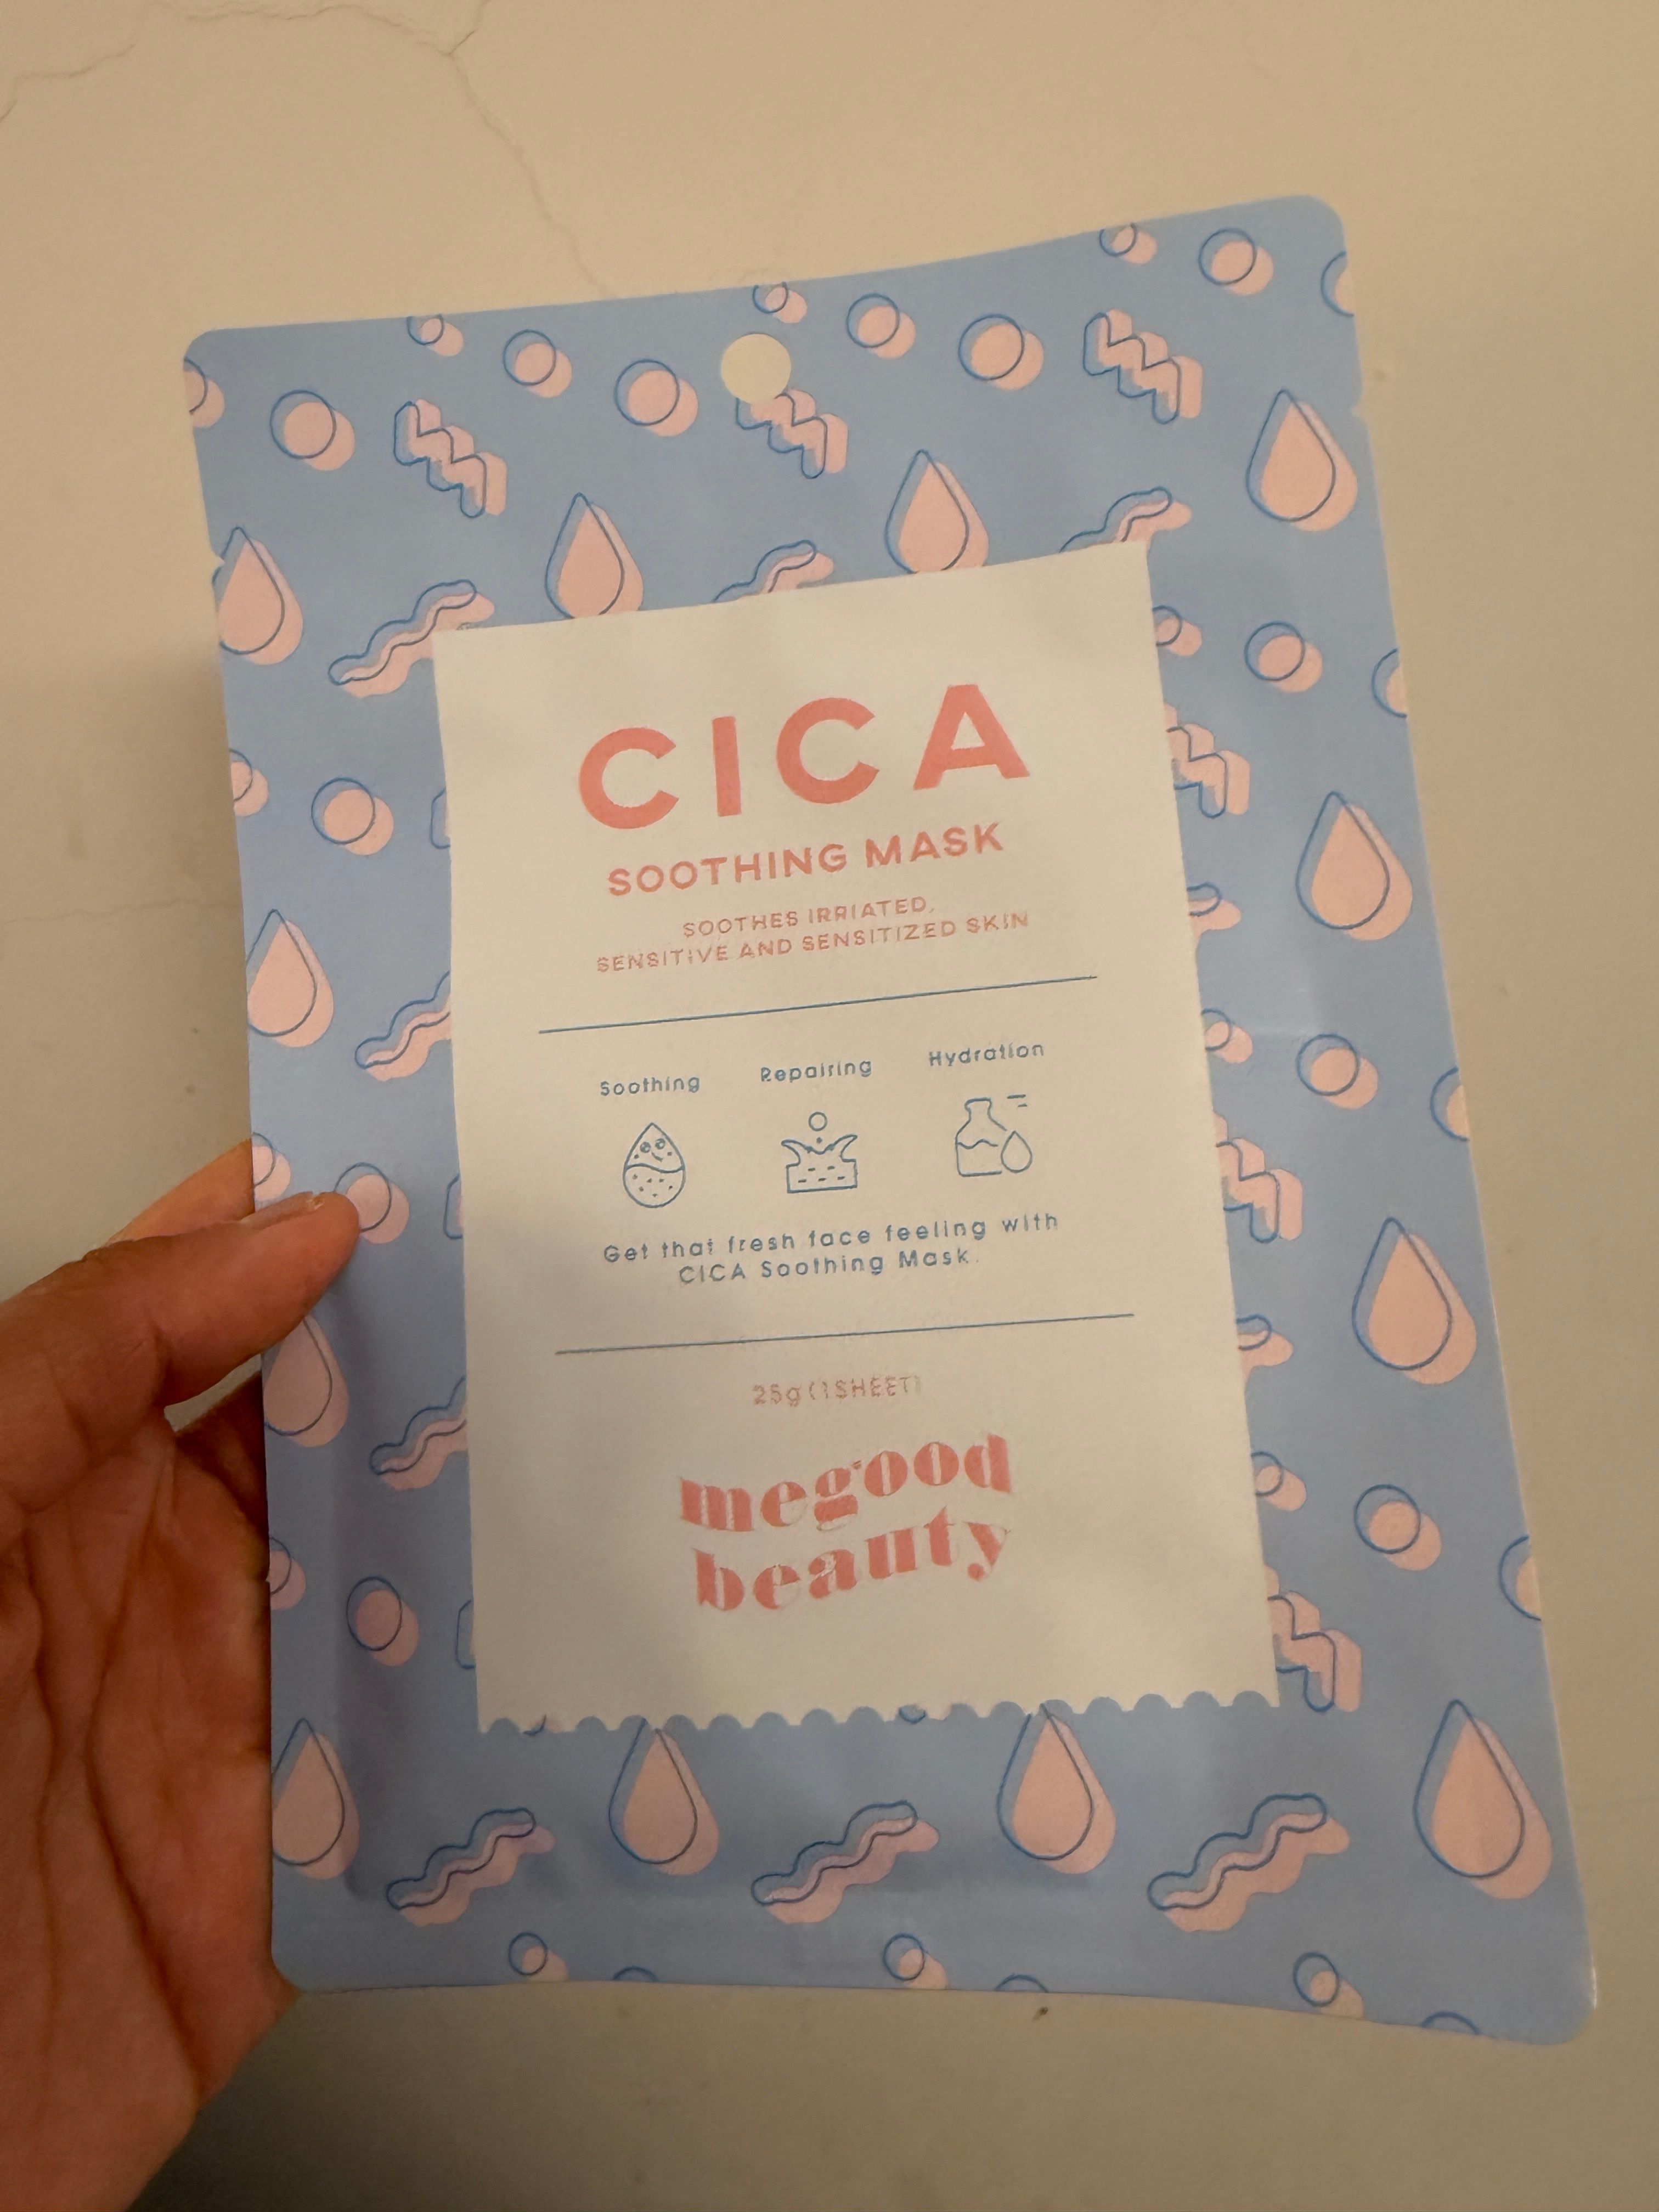 CICA
SOOTHING MASK
SOOTHES IRRIATED,
SENSITIVE AND SENSITIZED SKIN
Soothing Repairing Hydration
Get that fresh face feeling with
CICA Soothing Mask.
25g(1SHEET)
megood
beauty